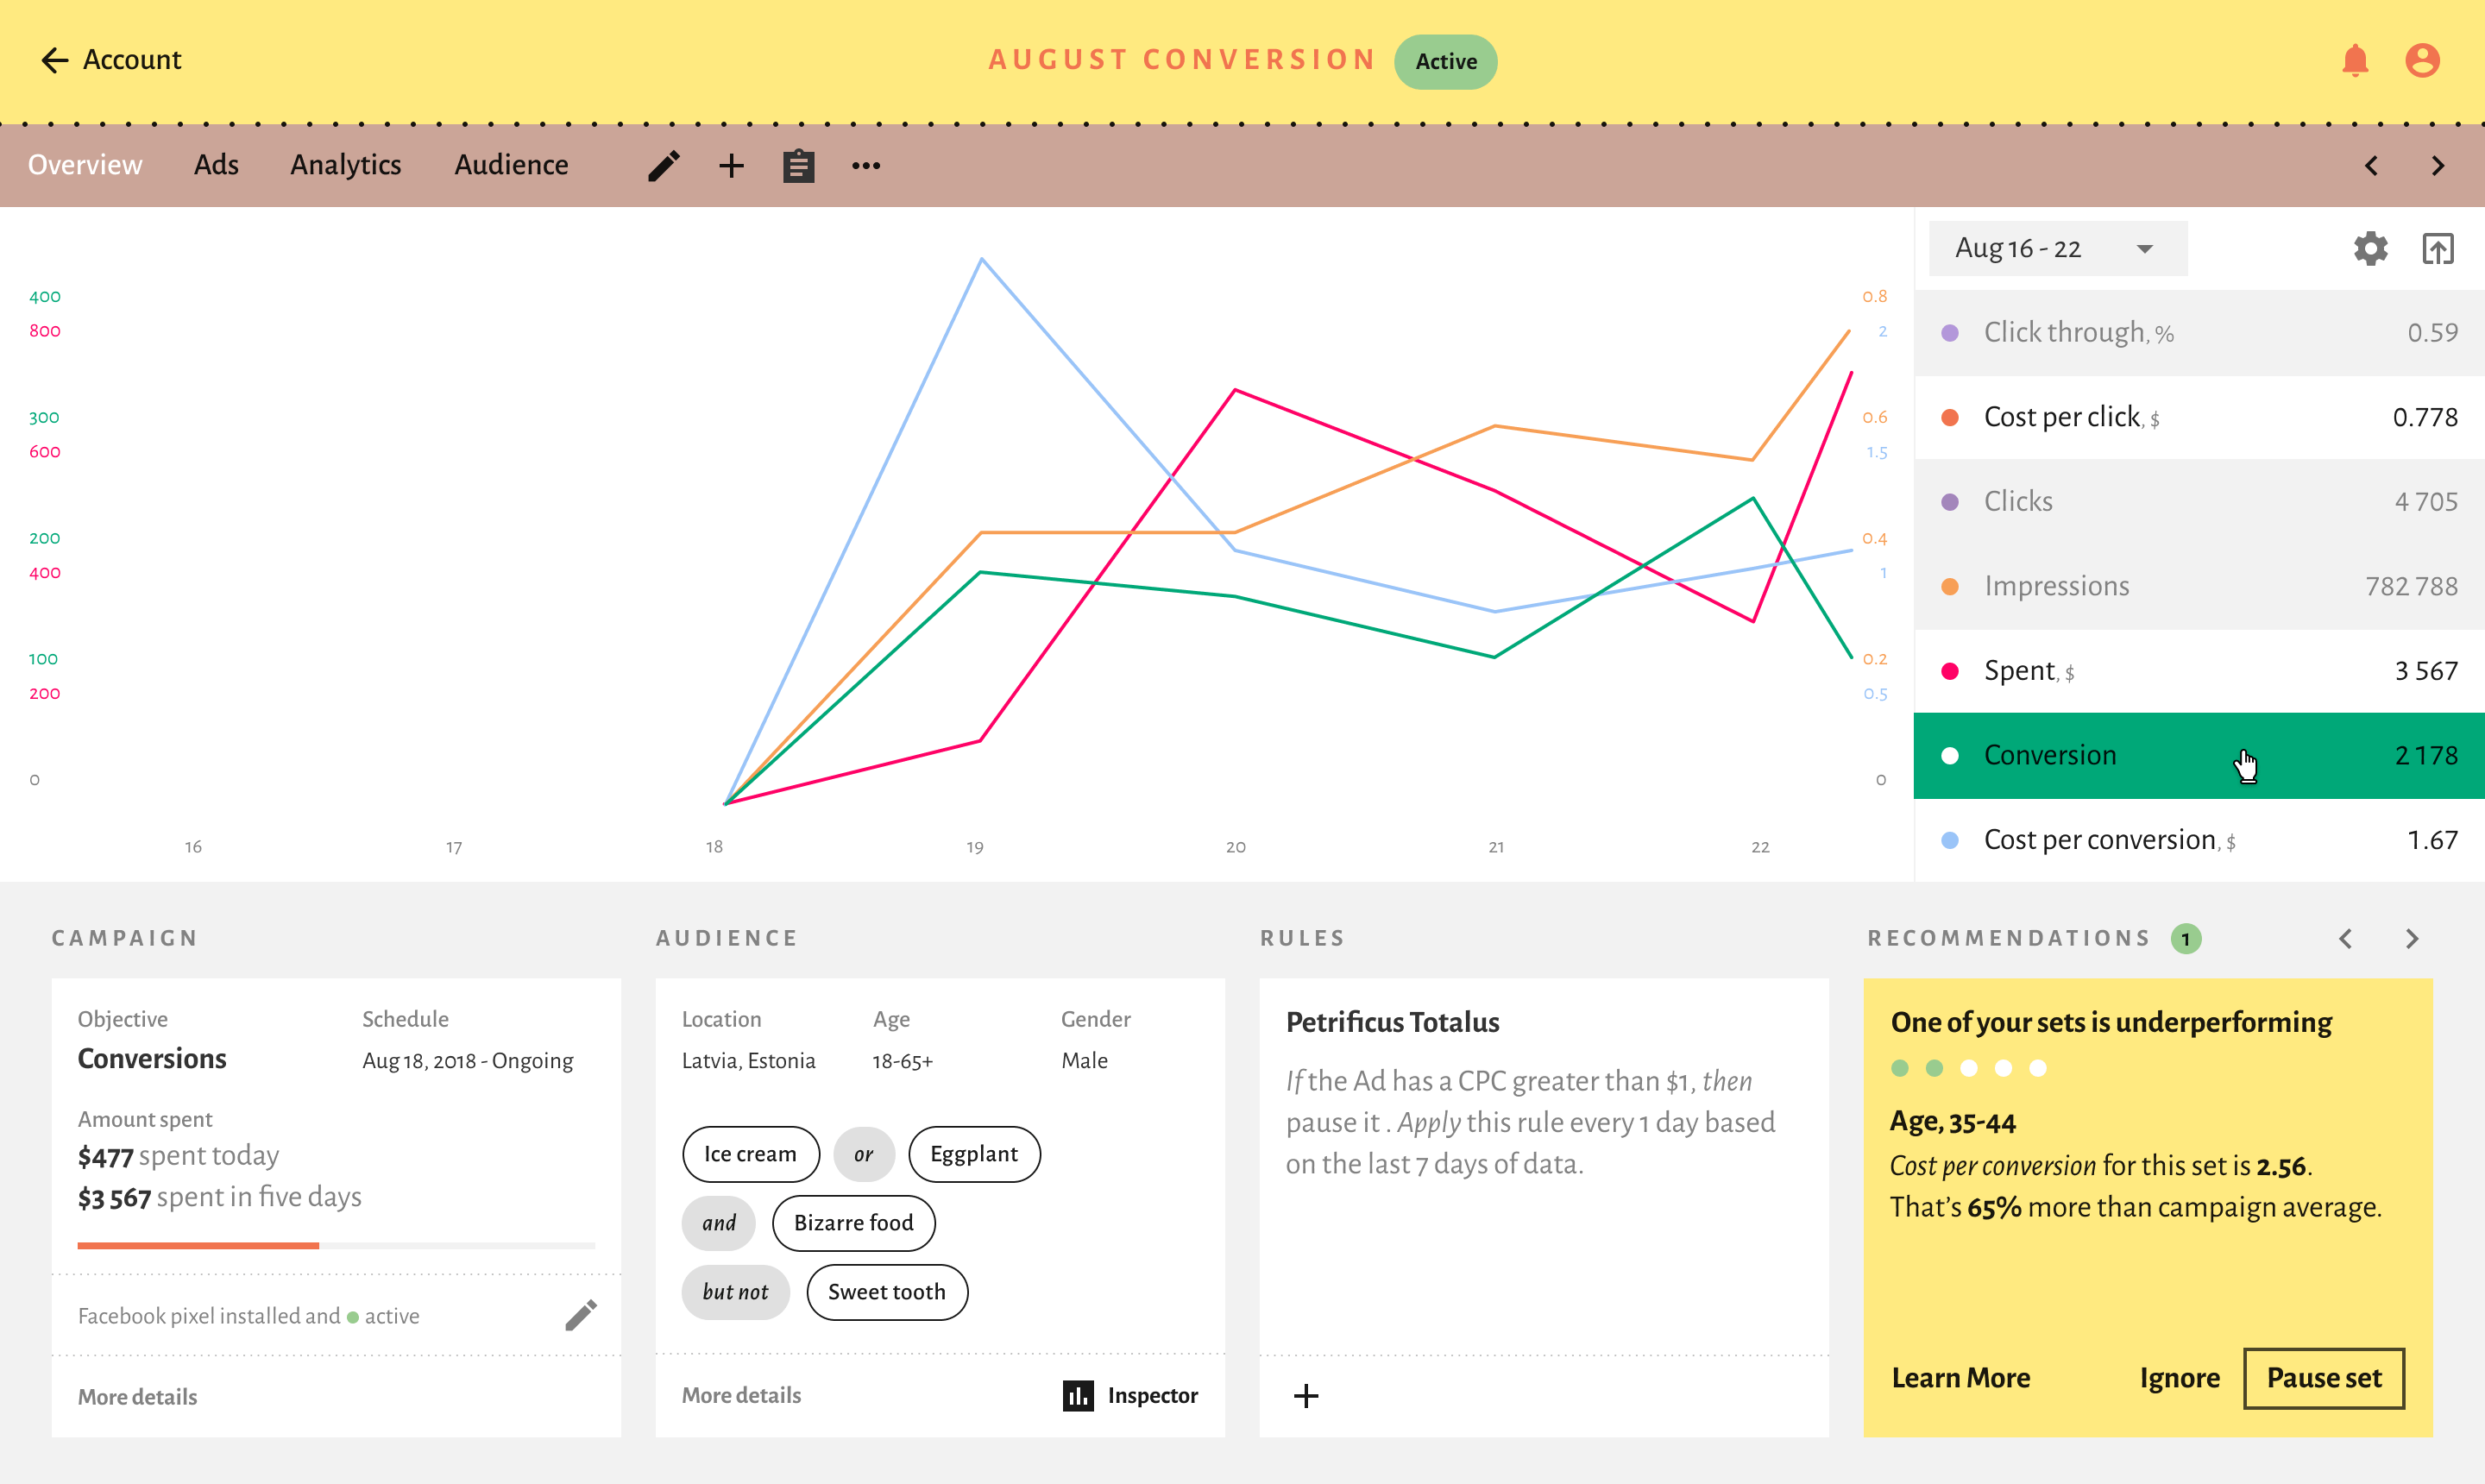 Account
AUGUST CONVERSION Active
Overview Ads Analytics Audience
Aug 16 - 22
400
800
300
600
200
400
100
200
0
0.8
2
0.6
1.5
0.4
1
0.2
0.5
0
16 17 18 19 20 21 22
Click through, % 0.59
Cost per click, $ 0.778
Clicks 4 705
Impressions 782 788
Spent, $ 3 567
Conversion 2 178
Cost per conversion, $ 1.67
CAMPAIGN
Objective Schedule
Conversions Aug 18, 2018 - Ongoing
Amount spent
$477 spent today
$3 567 spent in five days
Facebook pixel installed and active
More details
AUDIENCE
Location Age Gender
Latvia, Estonia 18-65+ Male
Ice cream or Eggplant
and Bizarre food
but not Sweet tooth
More details Inspector
RULES
Petrificus Totalus
If the Ad has a CPC greater than $1, then
pause it . Apply this rule every 1 day based
on the last 7 days of data.
RECOMMENDATIONS 1
One of your sets is underperforming
Age, 35-44
Cost per conversion for this set is 2.56.
That’s 65% more than campaign average.
Learn More Ignore Pause set